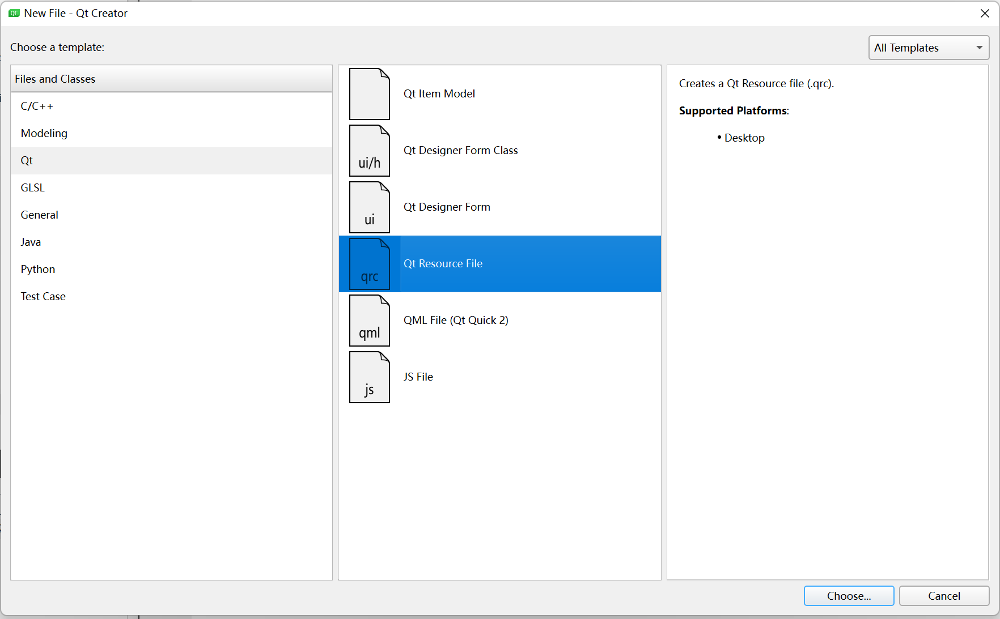 QC New File - Qt Creator
Choose a template:
All Templates
Files and Classes
C/C++
Modeling
Qt
GLSL
General
Java
Python
Test Case
Qt Item Model
ui/h
Qt Designer Form Class
ui
Qt Designer Form
qrc
Qt Resource File
qml
QML File (Qt Quick 2)
js
JS File
Creates a Qt Resource file (.qrc).
Supported Platforms:
• Desktop
Choose...
Cancel